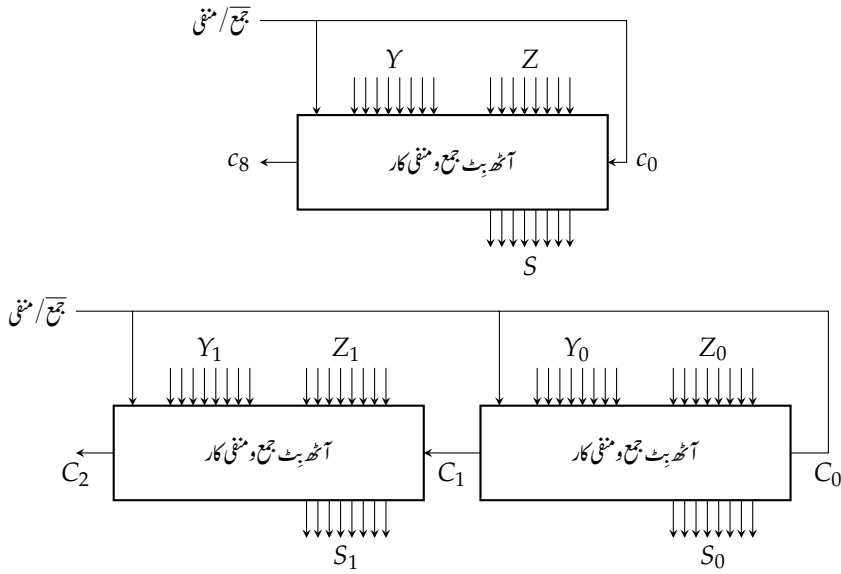 منفی/جمع̅
Y Z
c8 آٹھ بِٹ جمع و منفی کار c0
S
منفی/جمع̅
Y1 Z1 Y0 Z0
C2 آٹھ بِٹ جمع و منفی کار C1 آٹھ بِٹ جمع و منفی کار C0
S1 S0